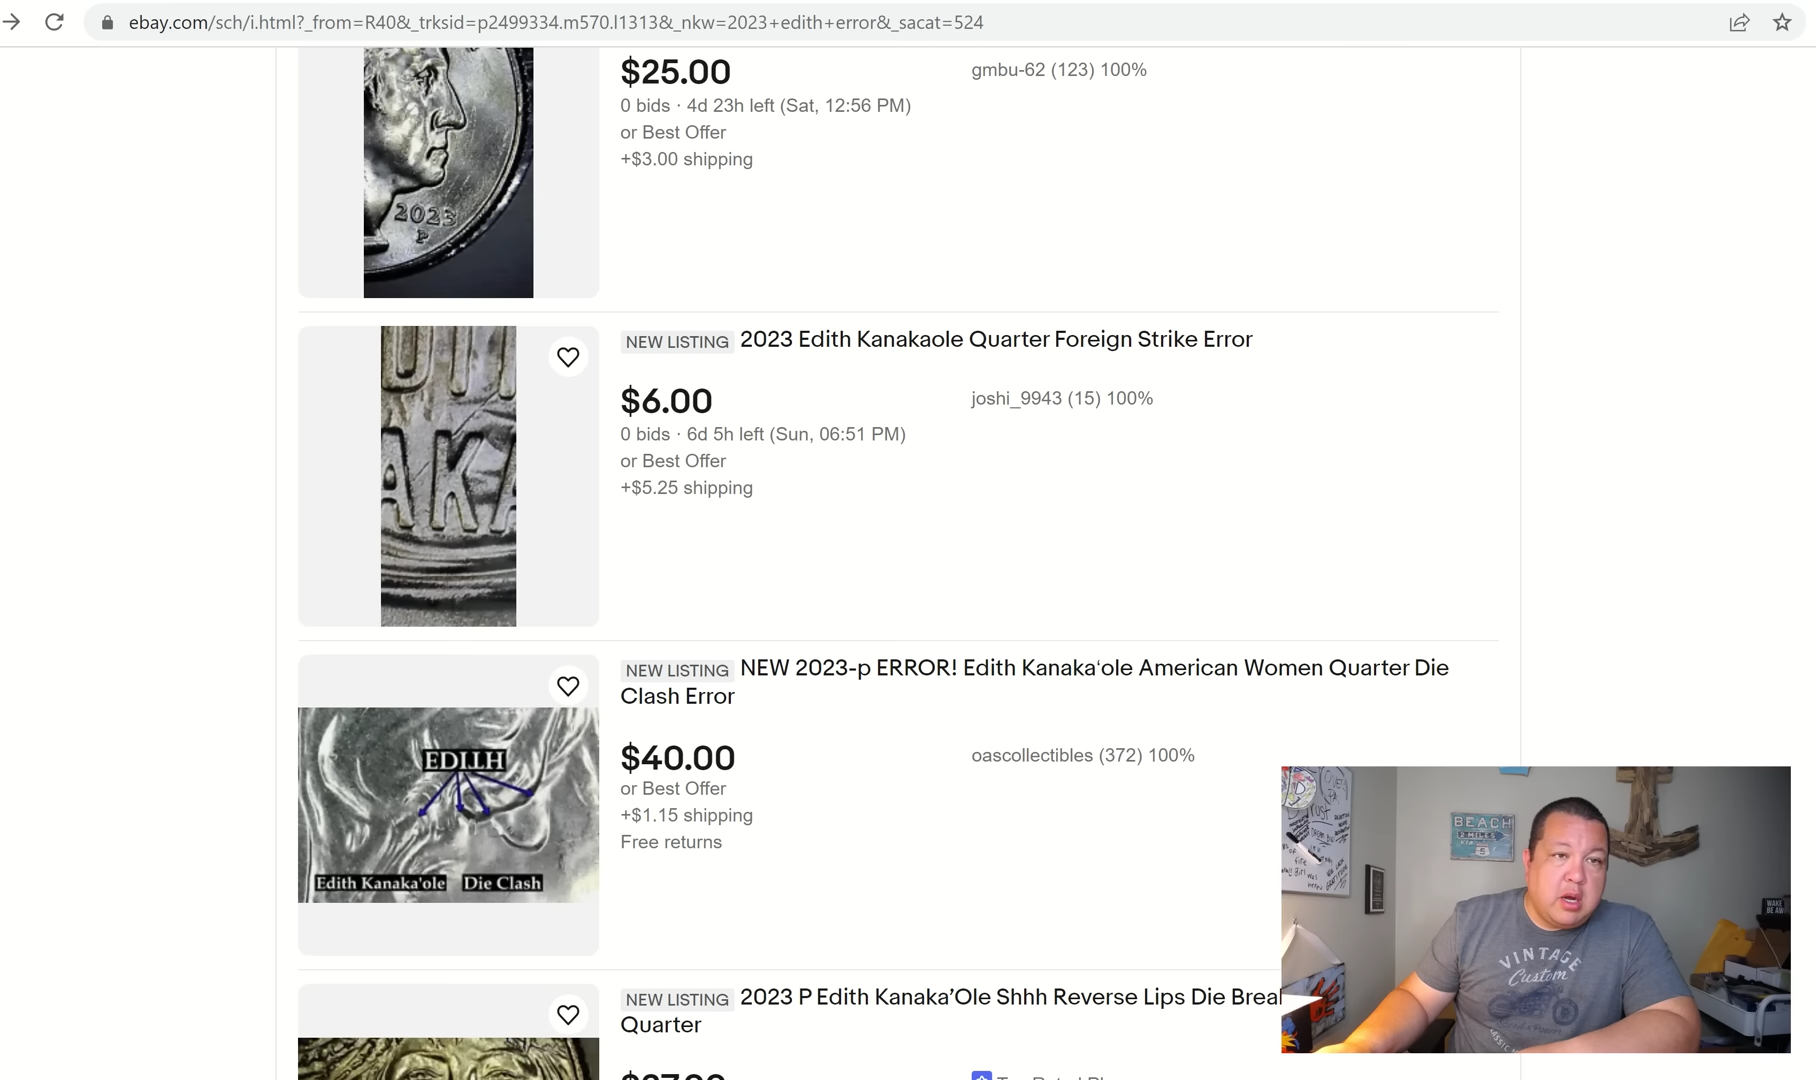 ebay.com/sch/i.html?_from=R40&_trksid=p2499334.m570.l1313&_nkw=2023+edith+error&_sacat=524
$25.00
gmbu-62 (123) 100%
0 bids · 4d 23h left (Sat, 12:56 PM)
or Best Offer
+$3.00 shipping
2023
P
NEW LISTING 2023 Edith Kanakaole Quarter Foreign Strike Error
$6.00
joshi_9943 (15) 100%
0 bids · 6d 5h left (Sun, 06:51 PM)
or Best Offer
+$5.25 shipping
AKA
NEW LISTING NEW 2023-p ERROR! Edith Kanakaʻole American Women Quarter Die
Clash Error
$40.00
oascollectibles (372) 100%
or Best Offer
+$1.15 shipping
Free returns
EDITH
Edith Kanaka'ole Die Clash
BEACH
2 MILES
VINTAGE
Custom
NEW LISTING 2023 P Edith Kanaka’Ole Shhh Reverse Lips Die Break
Quarter